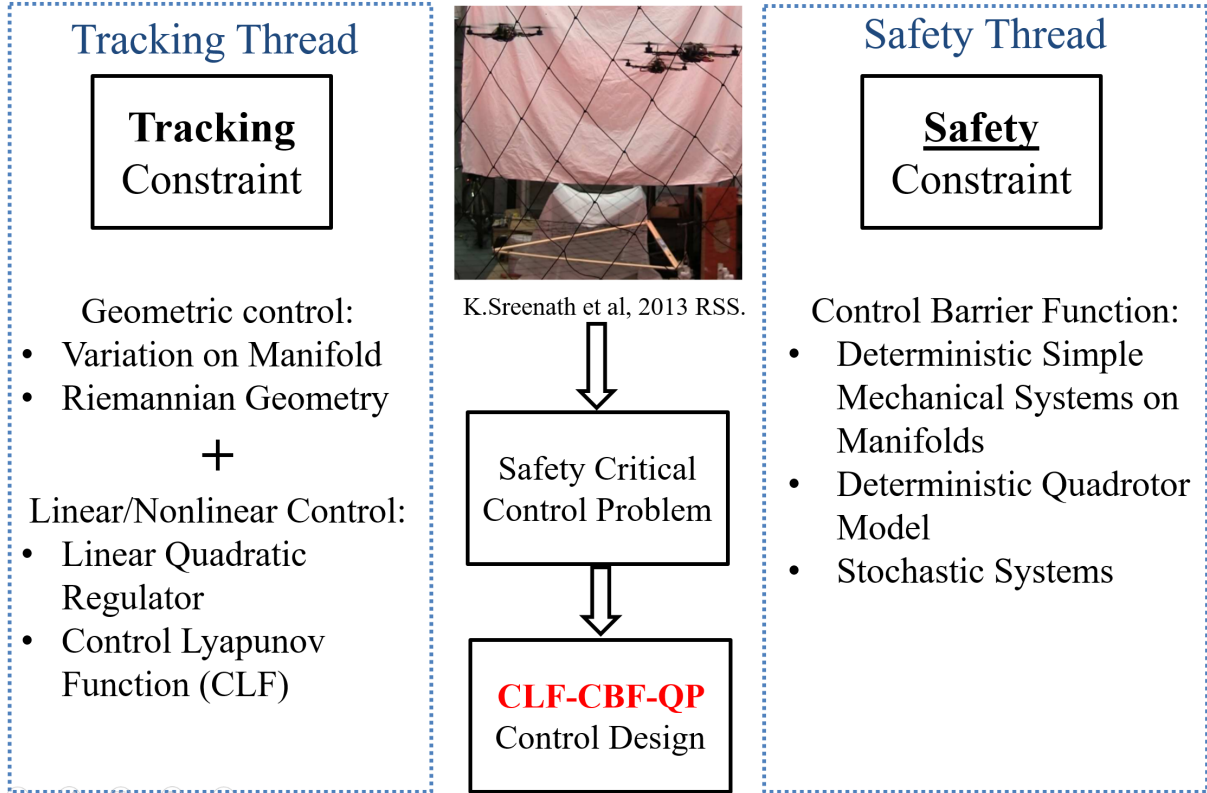 Tracking Thread
Tracking
Constraint
Geometric control:
• Variation on Manifold
• Riemannian Geometry
+
Linear/Nonlinear Control:
• Linear Quadratic
Regulator
• Control Lyapunov
Function (CLF)
K.Sreenath et al, 2013 RSS.
Safety Critical
Control Problem
CLF-CBF-QP
Control Design
Safety Thread
Safety
Constraint
Control Barrier Function:
• Deterministic Simple
Mechanical Systems on
Manifolds
• Deterministic Quadrotor
Model
• Stochastic Systems